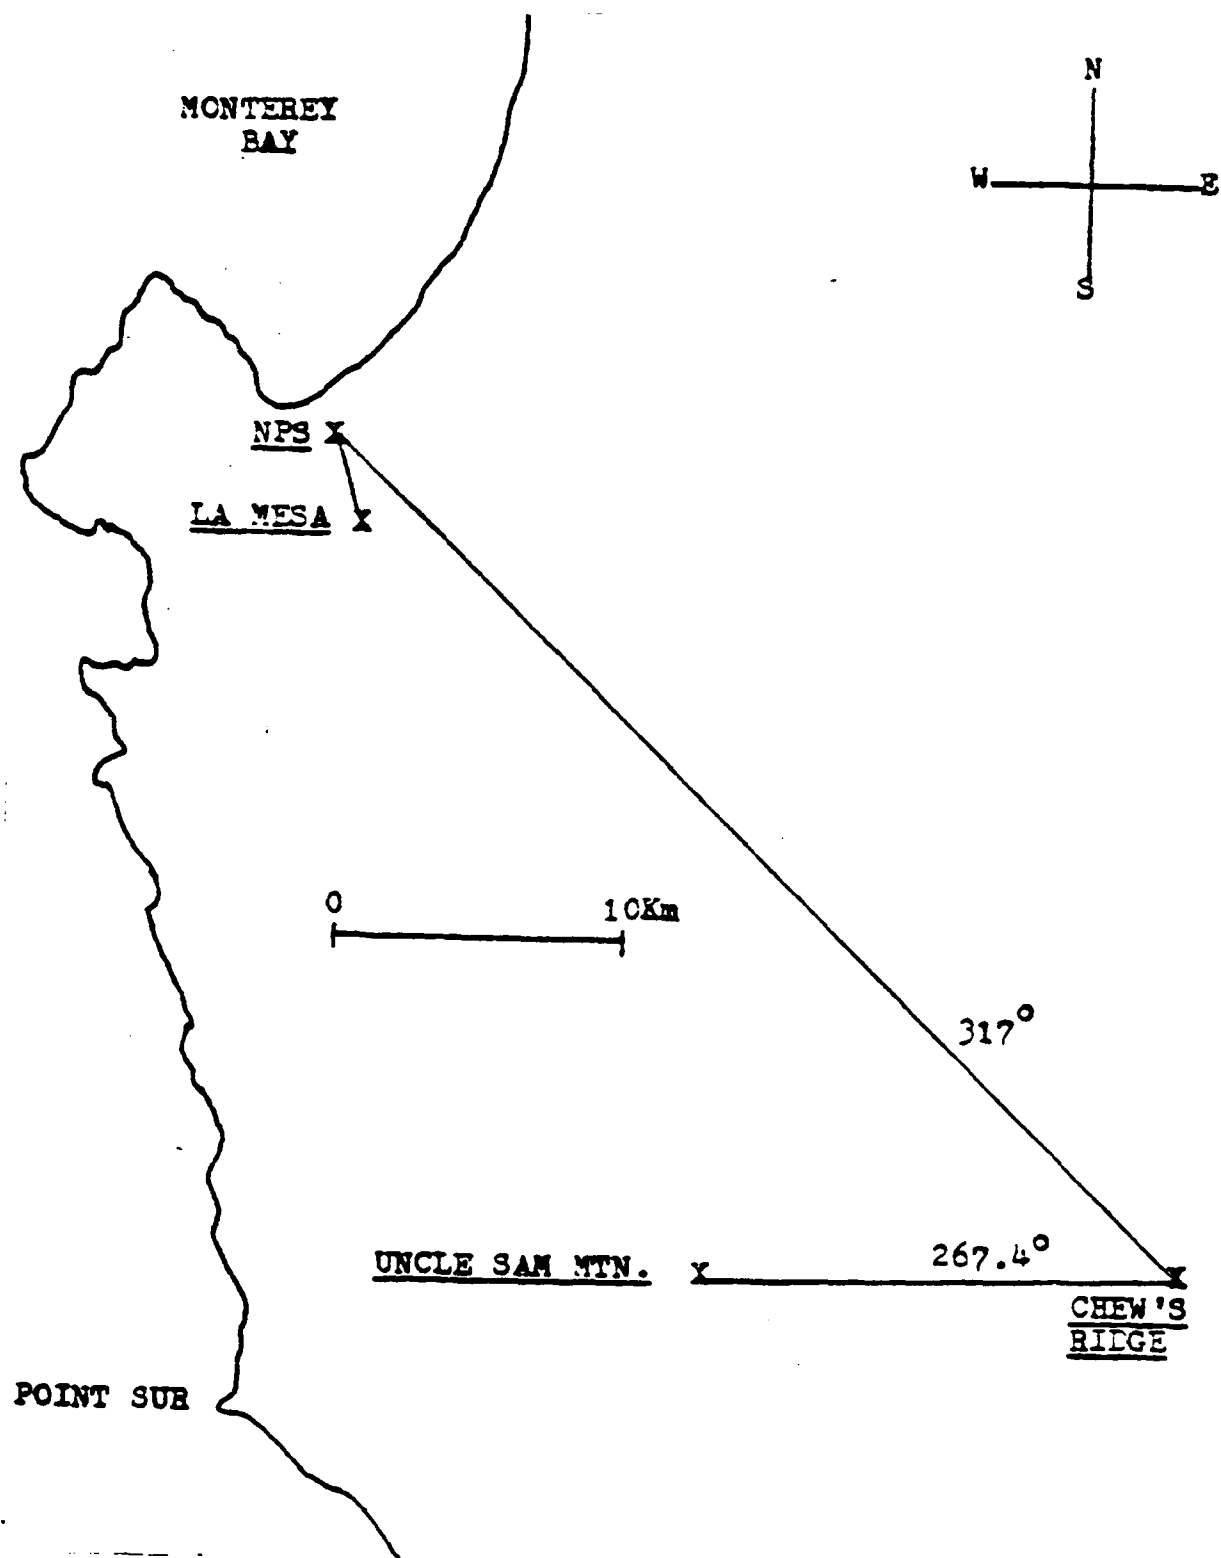 MONTEREY
BAY
N
W
E
S
NPS X
LA MESA X
0
10Km
317°
UNCLE SAM MTN. X
267.4°
X
CHEW'S
RIDGE
POINT SUR